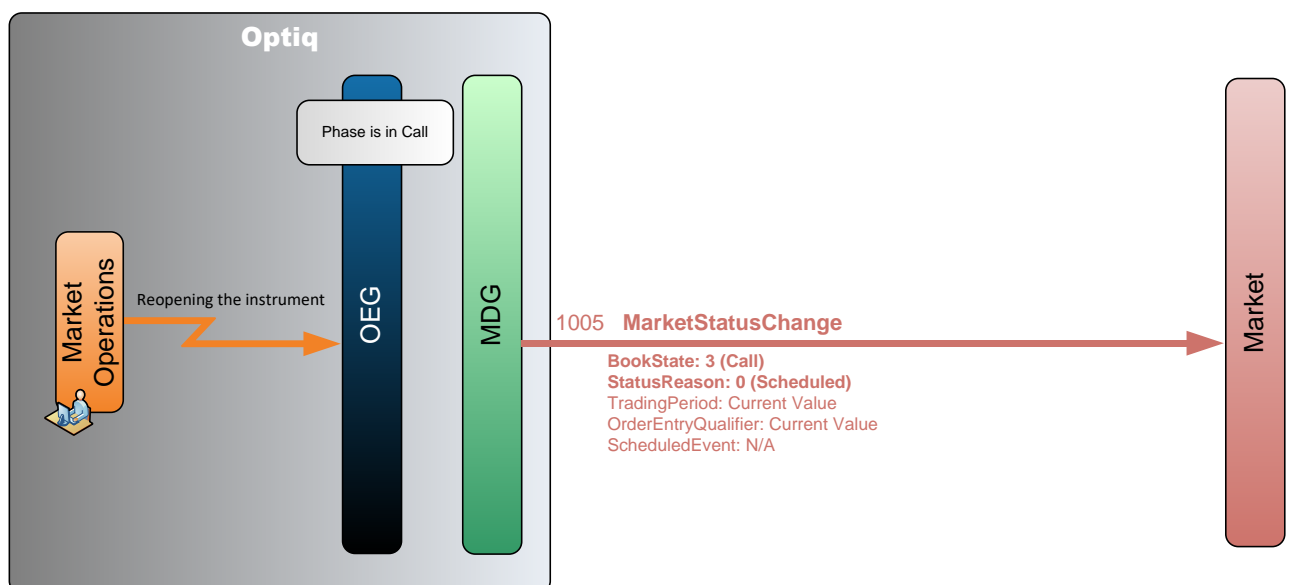 Optiq
Phase is in Call
Market
Operations
Reopening the instrument
OEG
MDG
1005 MarketStatusChange
BookState: 3 (Call)
StatusReason: 0 (Scheduled)
TradingPeriod: Current Value
OrderEntryQualifier: Current Value
ScheduledEvent: N/A
Market